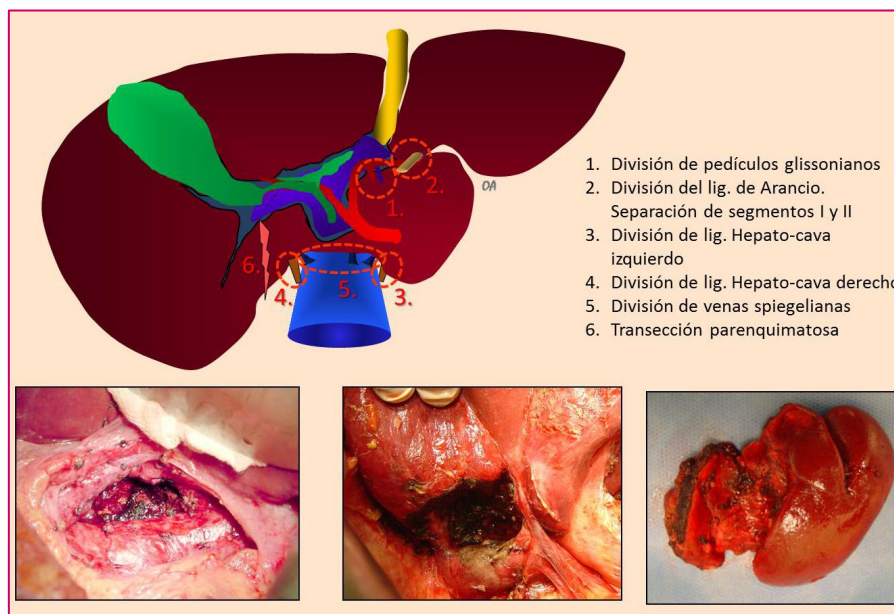 1. División de pedículos glissonianos
2. División del lig. de Arancio.
Separación de segmentos I y II
3. División de lig. Hepato-cava
izquierdo
4. División de lig. Hepato-cava derecho
5. División de venas spiegelianas
6. Transección parenquimatosa
1.
2.
OA
6.
4.
5.
3.